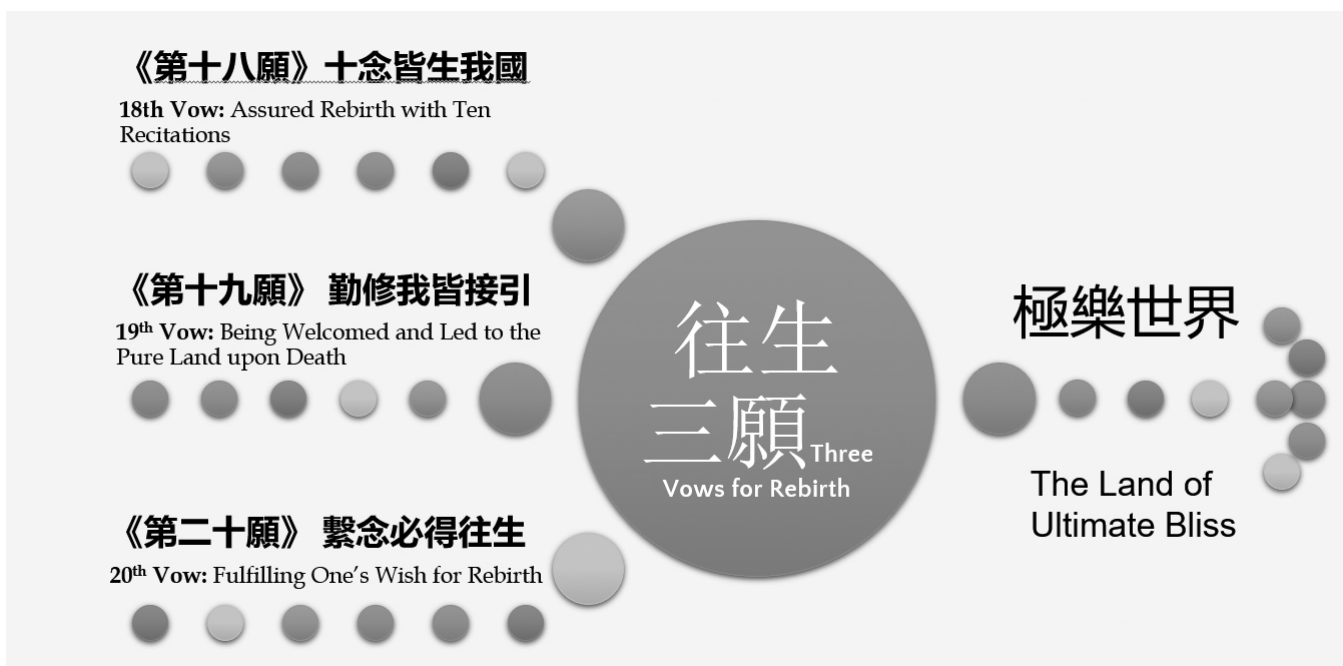 《第十八願》十念皆生我國
18th Vow: Assured Rebirth with Ten
Recitations
《第十九願》 勤修我皆接引
19th Vow: Being Welcomed and Led to the
Pure Land upon Death
《第二十願》 繫念必得往生
20th Vow: Fulfilling One’s Wish for Rebirth
往生
三願Three
Vows for Rebirth
極樂世界
The Land of
Ultimate Bliss